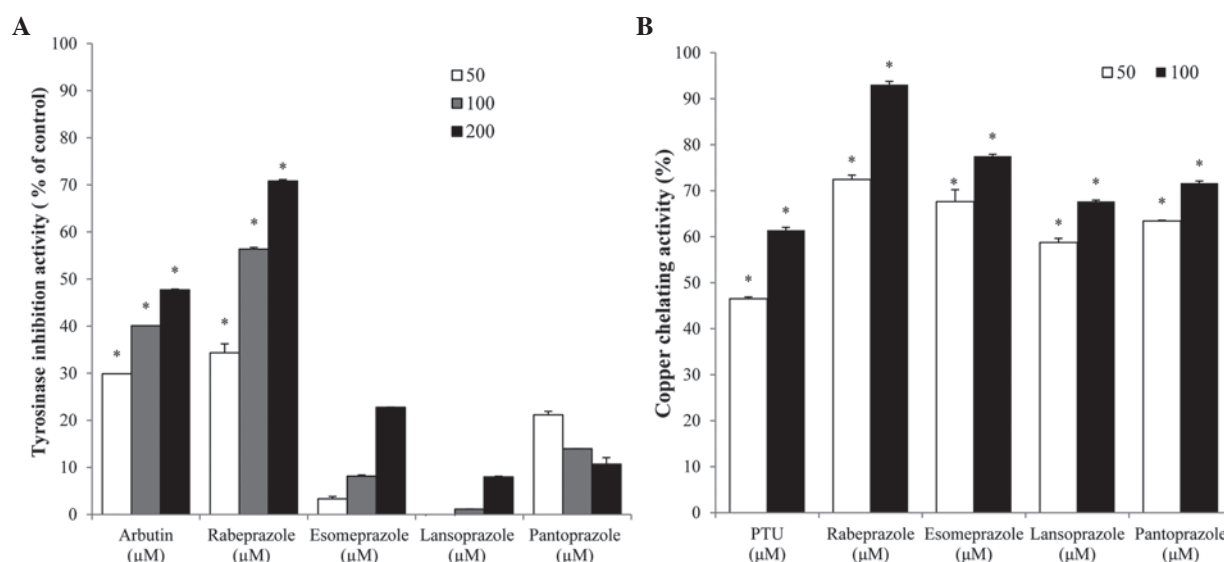 A
Tyrosinase inhibition activity ( % of control)
100
90
80
70
60
50
40
30
20
10
0
50
100
200
* * * * * *
Arbutin Rabeprazole Esomeprazole Lansoprazole Pantoprazole
(µM) (µM) (µM) (µM) (µM)
B
Copper chelating activity (%)
100
90
80
70
60
50
40
30
20
10
0
50 100
* * * * * * * * * *
PTU Rabeprazole Esomeprazole Lansoprazole Pantoprazole
(µM) (µM) (µM) (µM) (µM)